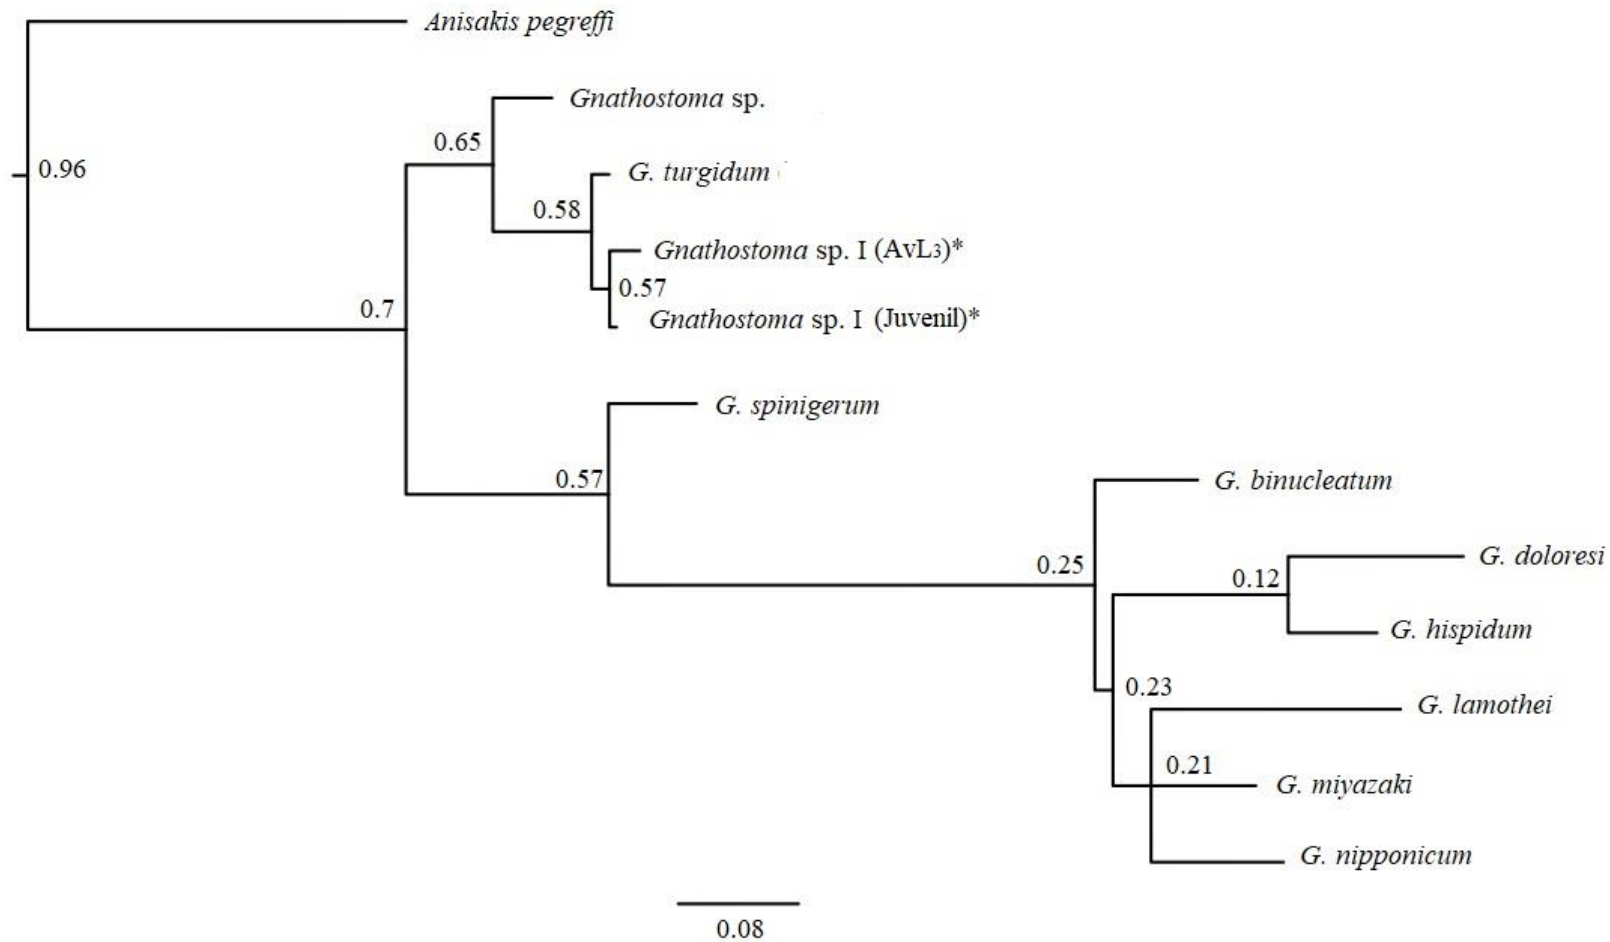 Anisakis pegreffi
Gnathostoma sp.
0.65
0.96
G. turgidum
0.58
Gnathostoma sp. I (AvL3)*
0.57
0.7
Gnathostoma sp. I (Juvenil)*
G. spinigerum
0.57
G. binucleatum
0.25
G. doloresi
0.12
G. hispidum
0.23
G. lamothei
0.21
G. miyazaki
G. nipponicum
0.08